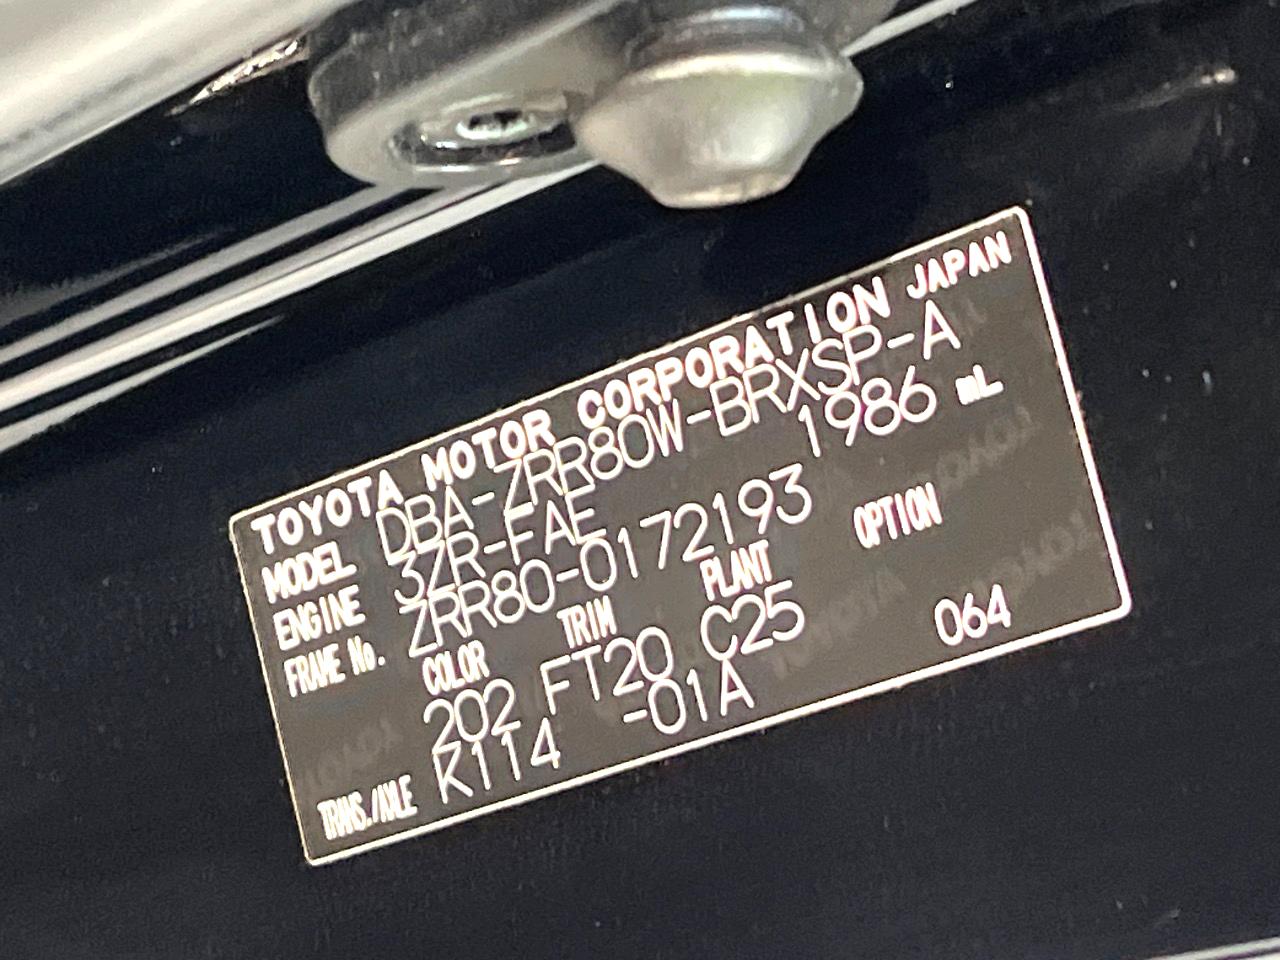 TOYOTA MOTOR CORPORATION JAPAN
MODEL DBA-ZRR80W-BRXSP-A
ENGINE 3ZR-FAE 1986 mL
FRAME No. ZRR80-0172193
COLOR TRIM PLANT OPTION
202 FT20 C25 064
TRANS./AXLE K114 -01A